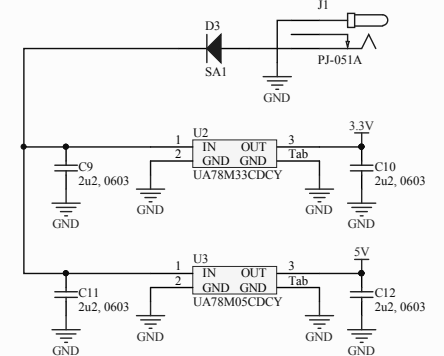 J1
D3
SA1
PJ-051A
GND
U2
3.3V
1 IN OUT 3
2 GND GND Tab
UA78M33CDCY
C9
2u2, 0603
C10
2u2, 0603
GND
GND
GND
GND
U3
5V
1 IN OUT 3
2 GND GND Tab
UA78M05CDCY
C11
2u2, 0603
C12
2u2, 0603
GND
GND
GND
GND